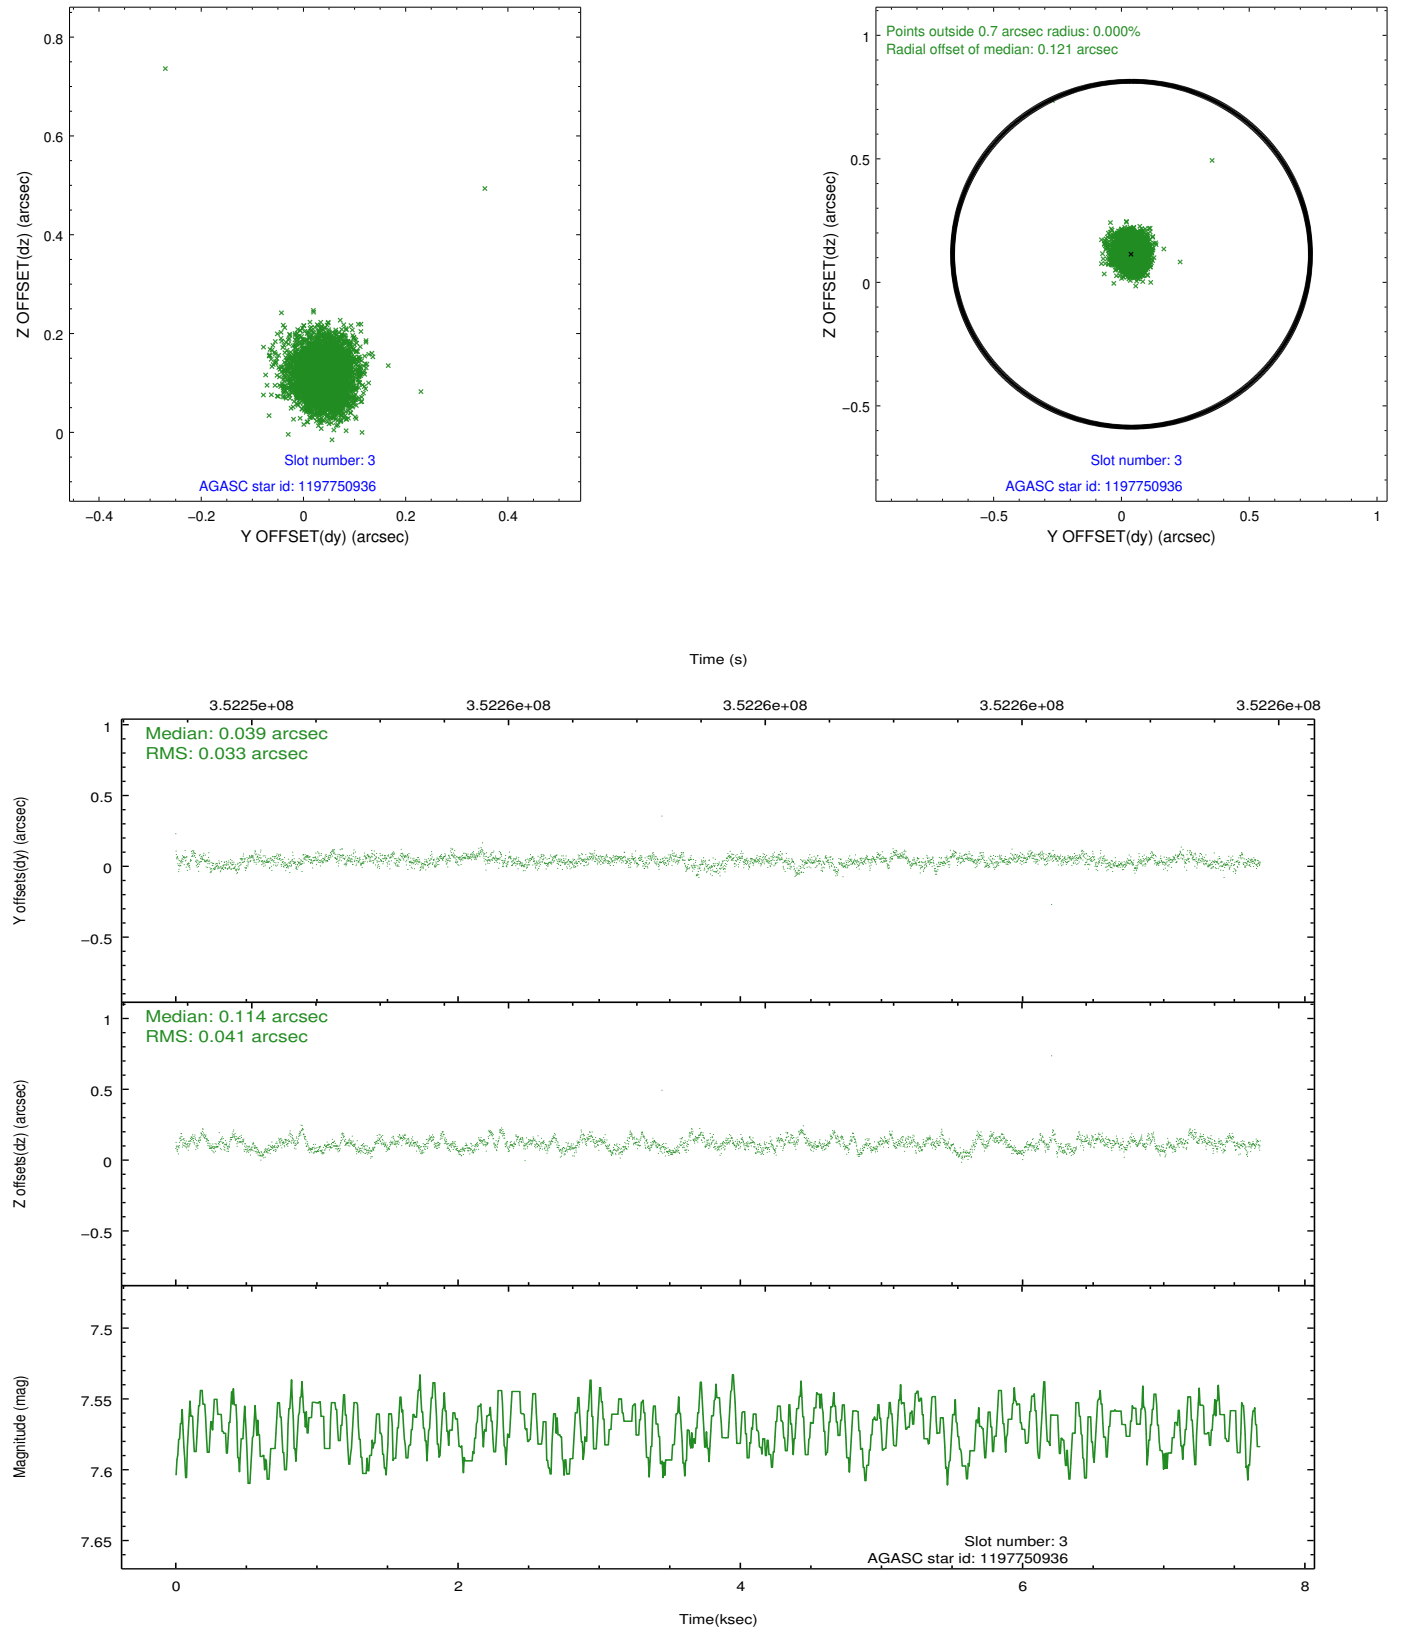 0.8
0.6
0.4
0.2
0
Z OFFSET(dz) (arcsec)
Slot number: 3
AGASC star id: 1197750936
−0.4 −0.2 0 0.2 0.4
Y OFFSET(dy) (arcsec)
Points outside 0.7 arcsec radius: 0.000%
Radial offset of median: 0.121 arcsec
1
0.5
0
−0.5
Z OFFSET(dz) (arcsec)
Slot number: 3
AGASC star id: 1197750936
−0.5 0 0.5 1
Y OFFSET(dy) (arcsec)
Time (s)
3.5225e+08 3.5226e+08 3.5226e+08 3.5226e+08 3.5226e+08
Median: 0.039 arcsec
RMS: 0.033 arcsec
1
0.5
0
−0.5
Y offsets(dy) (arcsec)
Median: 0.114 arcsec
RMS: 0.041 arcsec
1
0.5
0
−0.5
Z offsets(dz) (arcsec)
7.5
7.55
7.6
7.65
Magnitude (mag)
Slot number: 3
AGASC star id: 1197750936
0 2 4 6 8
Time(ksec)